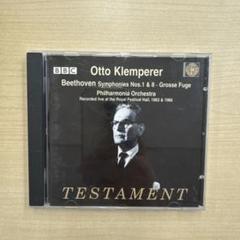 BBC
Otto Klemperer
Beethoven Symphonies Nos.1 & 8 - Grosse Fuge
Philharmonia Orchestra
Recorded live at the Royal Festival Hall, 1963 & 1966
TESTAMENT